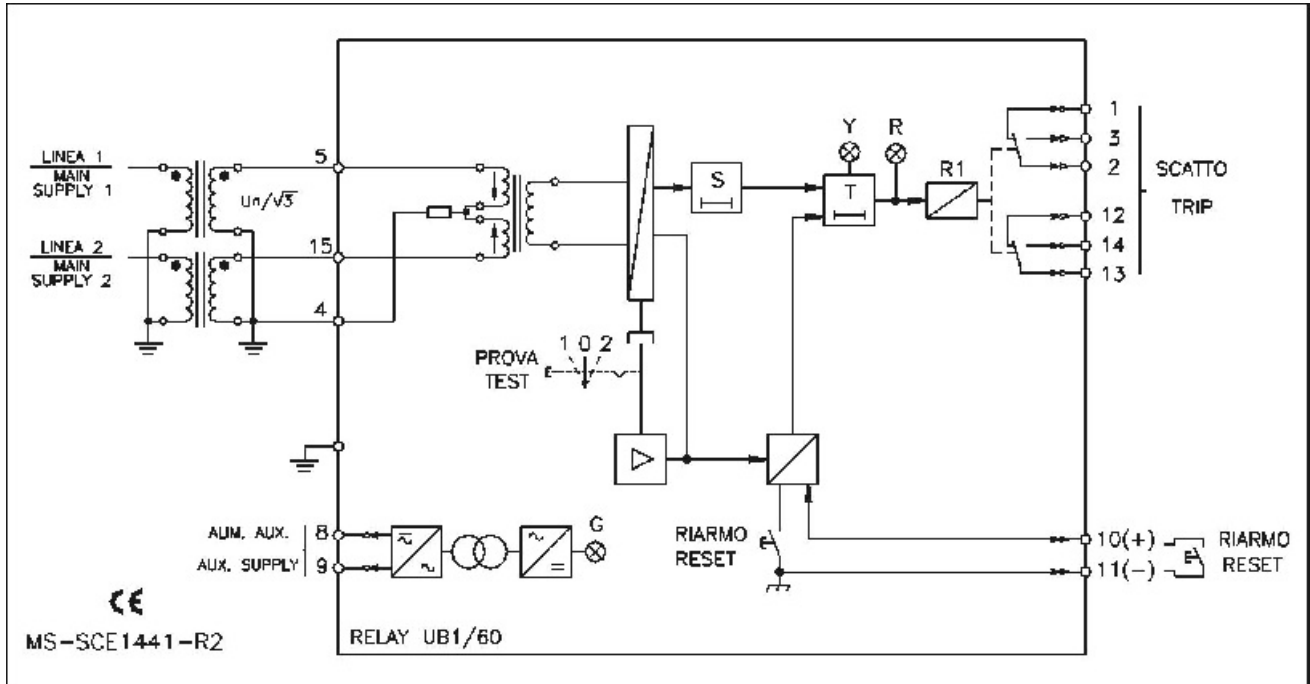 LINEA 1
MAIN
SUPPLY 1
Un/√3
5
LINEA 2
MAIN
SUPPLY 2
15
4
S
Y
R
T
R1
1
3
2
12
14
13
SCATTO
TRIP
PROVA
TEST
1 0 2
ALIM. AUX.
8
AUX. SUPPLY
9
G
RIARMO
RESET
10(+)
11(-)
RIARMO
RESET
CE
MS-SCE1441-R2
RELAY UB1/60